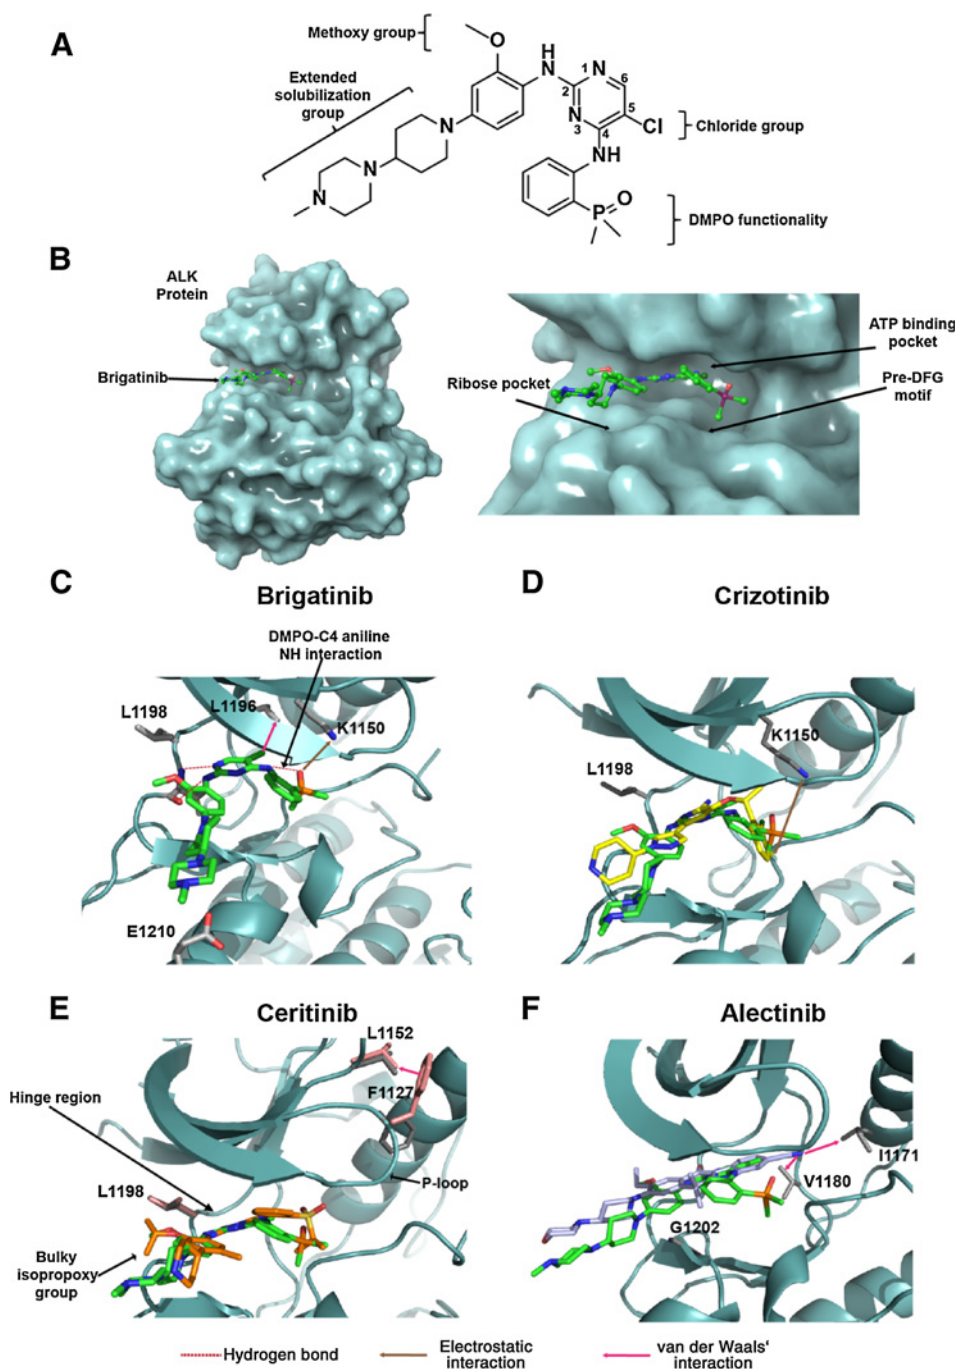 A
Methoxy group
O
H
N
1
N
6
2
5
N
3
4
Cl
Chloride group
NH
Extended
solubilization
group
N
N
N
P
O
DMPO functionality
B
ALK
Protein
Brigatinib
ATP binding
pocket
Ribose pocket
Pre-DFG
motif
C
Brigatinib
DMPO-C4 aniline
NH interaction
L1196
L1198
K1150
E1210
D
Crizotinib
K1150
L1198
E
Ceritinib
L1152
F1127
Hinge region
P-loop
L1198
Bulky
isopropoxy
group
F
Alectinib
I1171
V1180
G1202
Hydrogen bond
Electrostatic
interaction
van der Waals‘
interaction